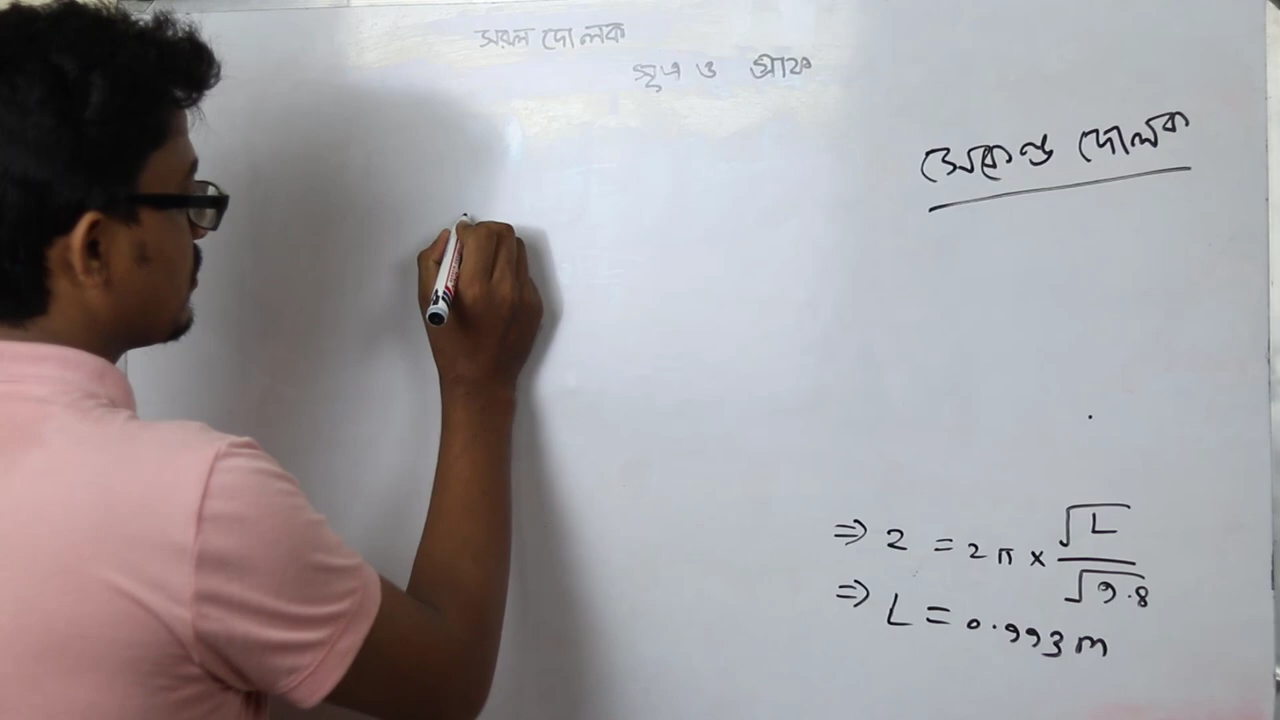 সরল দোলক
সূত্র ও গ্রাফ
সেকেন্ড দোলক
⇒ 2 = 2π × √L / √9.8
⇒ L = 0.993 m